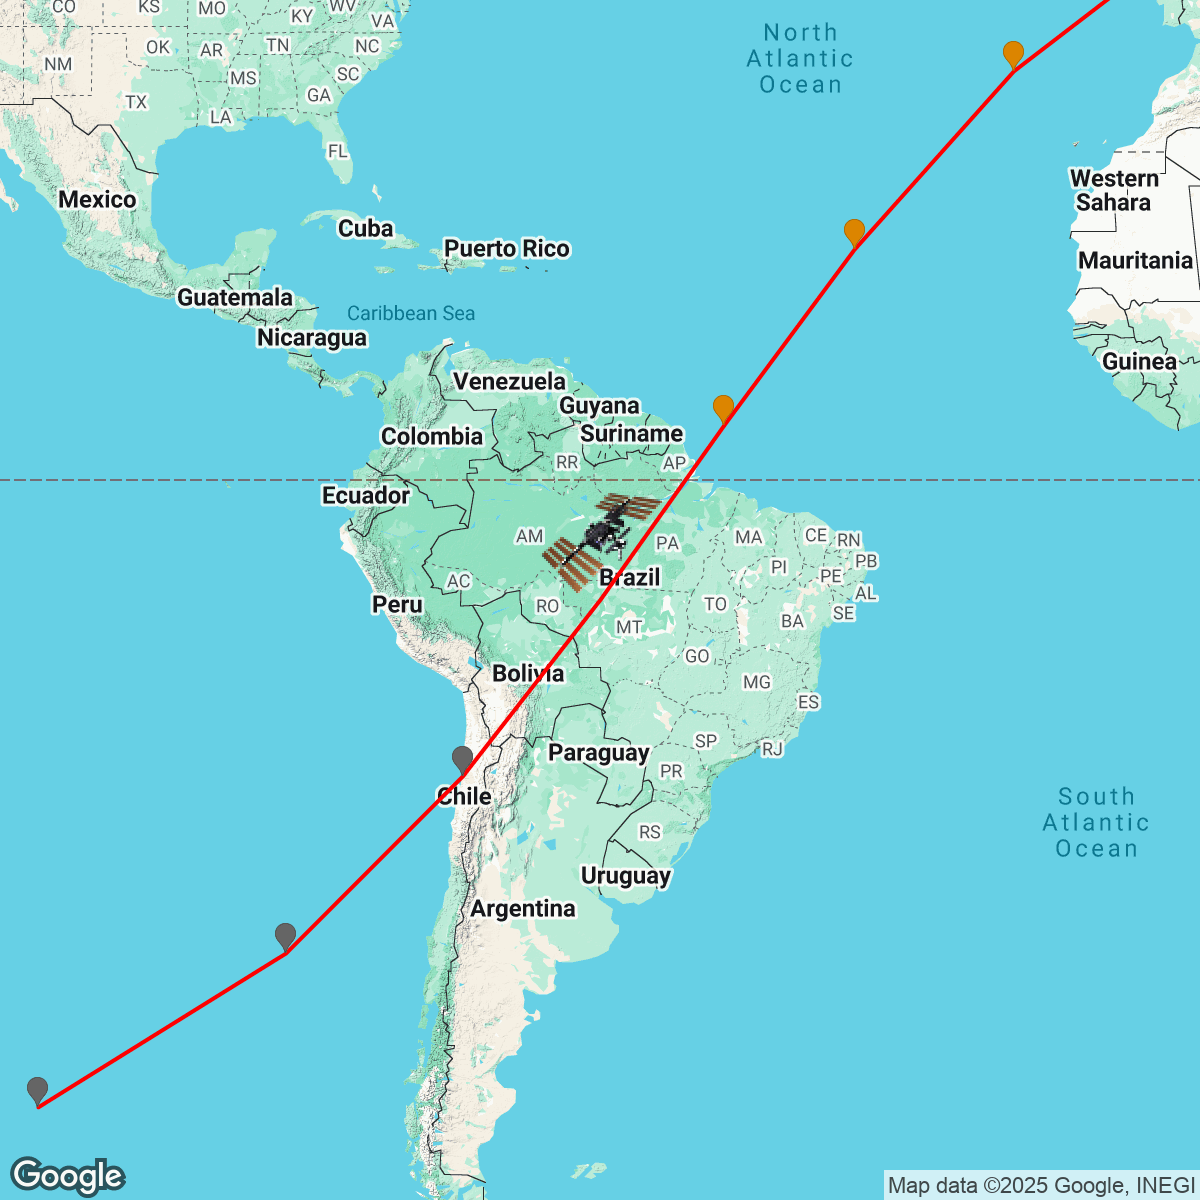 CO
KS
MO
KY
WV
VA
North
Atlantic
Ocean
NM
OK
AR
TN
NC
TX
MS
SC
GA
LA
FL
Western
Sahara
Mexico
Cuba
Puerto Rico
Mauritania
Guatemala
Caribbean Sea
Nicaragua
Guinea
Venezuela
Guyana
Colombia
Suriname
RR
AP
Ecuador
AM
PA
MA
CE
RN
PB
PI
PE
AL
AC
Brazil
Peru
RO
TO
SE
BA
MT
GO
Bolivia
MG
ES
SP
RJ
Paraguay
PR
Chile
South
Atlantic
Ocean
RS
Uruguay
Argentina
Google
Map data ©2025 Google, INEGI